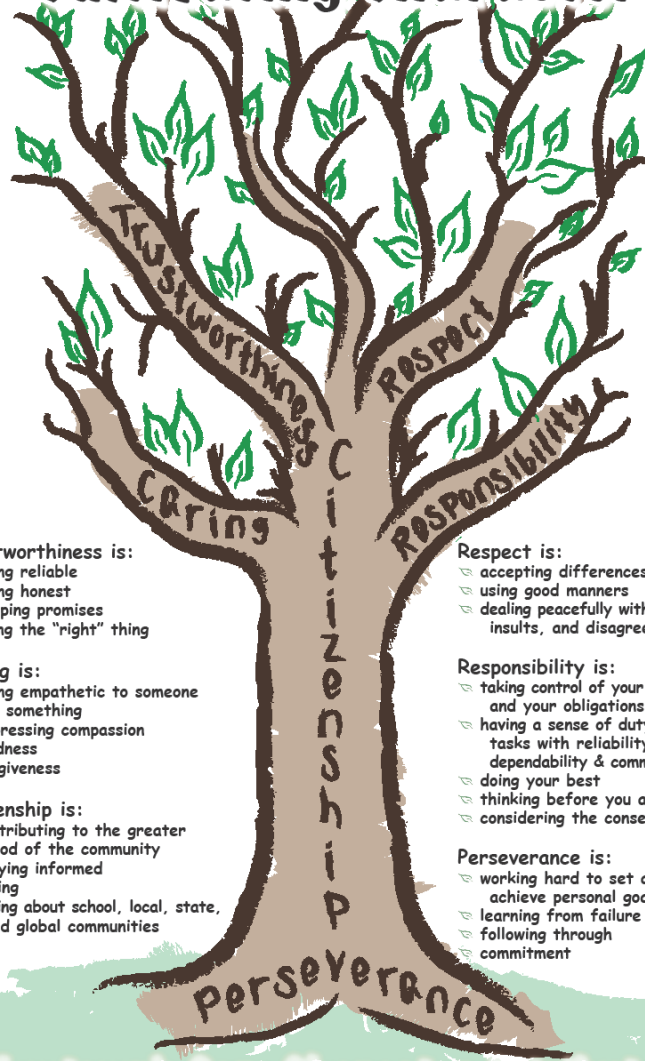 Trustworthiness
Respect
Caring
Responsibility
Citizenship
Perseverance
tworthiness is:
ng reliable
ng honest
ping promises
ng the “right” thing
g is:
ng empathetic to someone
something
ressing compassion
dness
giveness
enship is:
tributing to the greater
od of the community
ying informed
ing
ing about school, local, state,
d global communities
Respect is:
accepting differences
using good manners
dealing peacefully with
insults, and disagree
Responsibility is:
taking control of your
and your obligations
having a sense of duty
tasks with reliability
dependability & comm
doing your best
thinking before you a
considering the conse
Perseverance is:
working hard to set a
achieve personal goa
learning from failure
following through
commitment